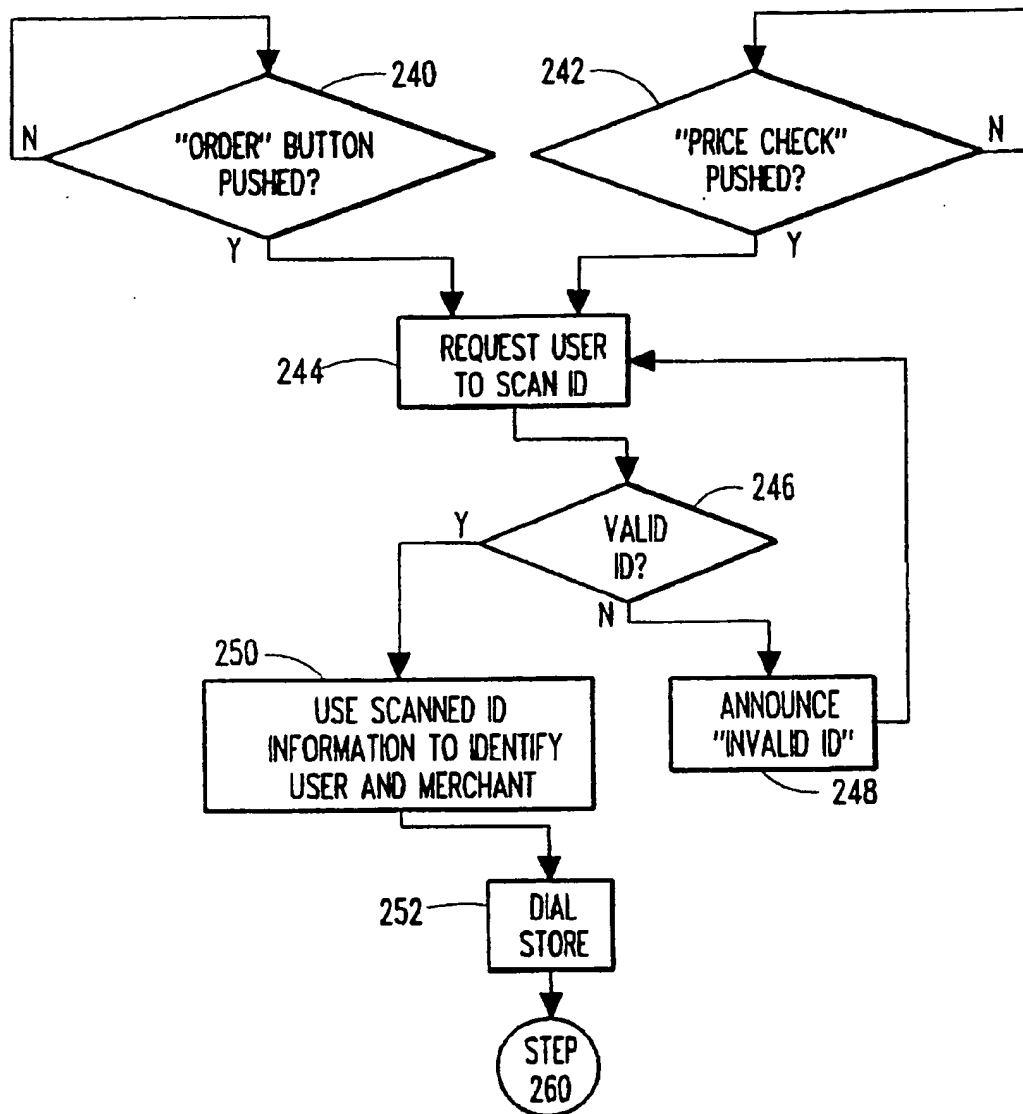 240
242
N
"ORDER" BUTTON
PUSHED?
"PRICE CHECK"
PUSHED?
N
Y
Y
244
REQUEST USER
TO SCAN ID
246
Y
VALID
ID?
N
250
USE SCANNED ID
INFORMATION TO IDENTIFY
USER AND MERCHANT
ANNOUNCE
"INVALID ID"
248
252
DIAL
STORE
STEP
260